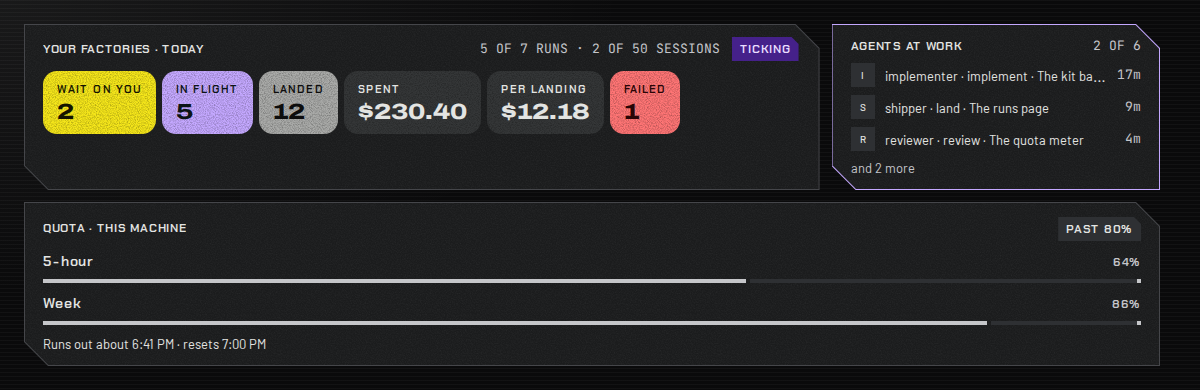 YOUR FACTORIES · TODAY
5 OF 7 RUNS · 2 OF 50 SESSIONS
TICKING
WAIT ON YOU
2
IN FLIGHT
5
LANDED
12
SPENT
$230.40
PER LANDING
$12.18
FAILED
1
AGENTS AT WORK
2 OF 6
I
implementer · implement · The kit ba...
17m
S
shipper · land · The runs page
9m
R
reviewer · review · The quota meter
4m
and 2 more
QUOTA · THIS MACHINE
PAST 80%
5-hour
64%
Week
86%
Runs out about 6:41 PM · resets 7:00 PM